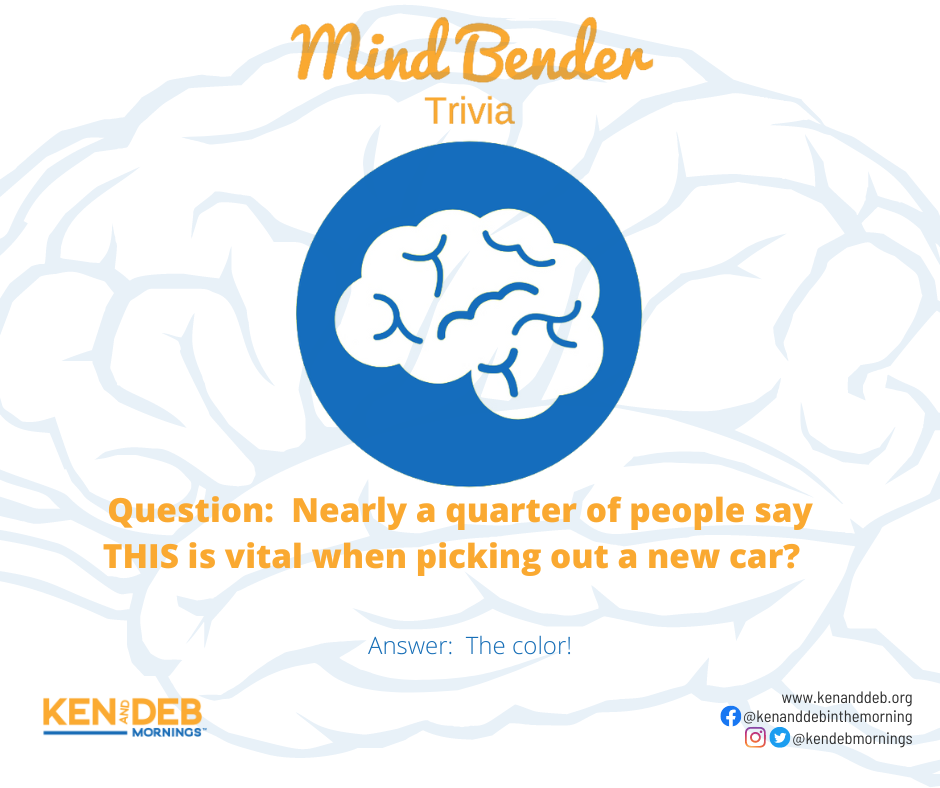 Mind Bender
Trivia
Question:  Nearly a quarter of people say
THIS is vital when picking out a new car?
Answer:  The color!
KEN AND DEB
MORNINGS™
www.kenanddeb.org
@kenanddebinthemorning
@kendebmornings